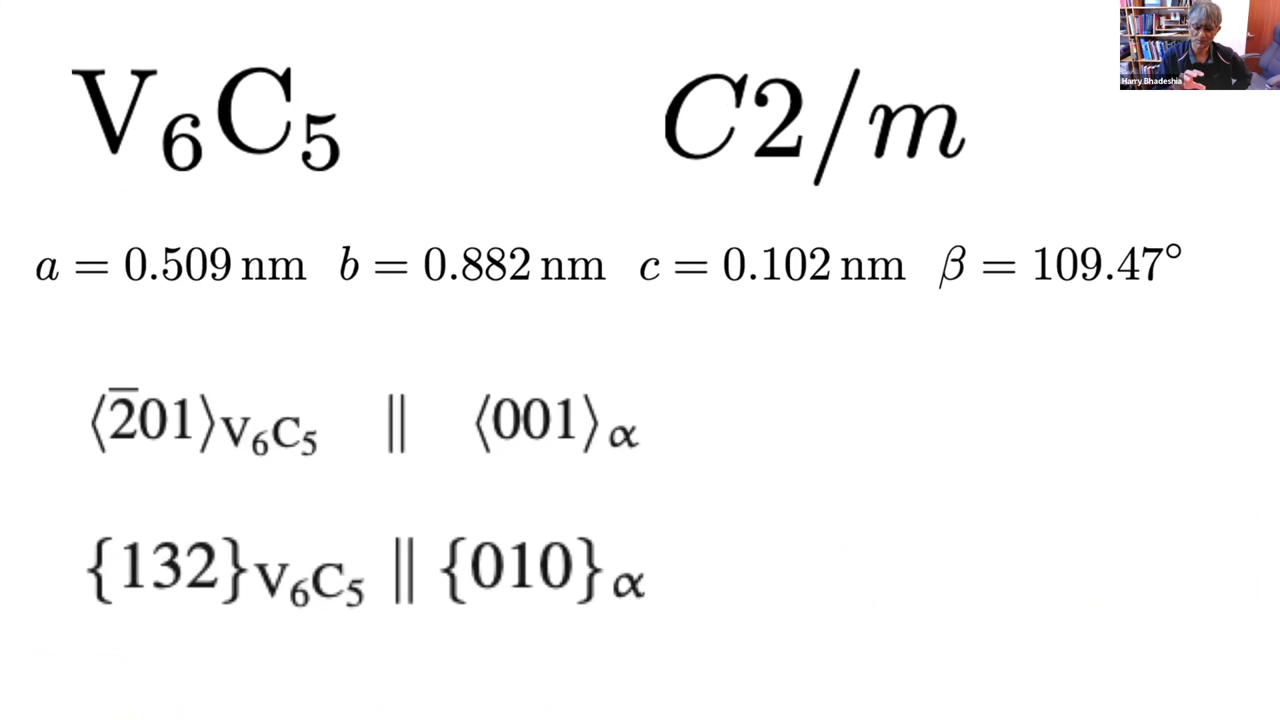 V₆C₅ C2/m
a = 0.509 nm b = 0.882 nm c = 0.102 nm β = 109.47°
⟨2̅01⟩V₆C₅ ∥ ⟨001⟩α
{132}V₆C₅ ∥ {010}α
Harry Bhadeshia